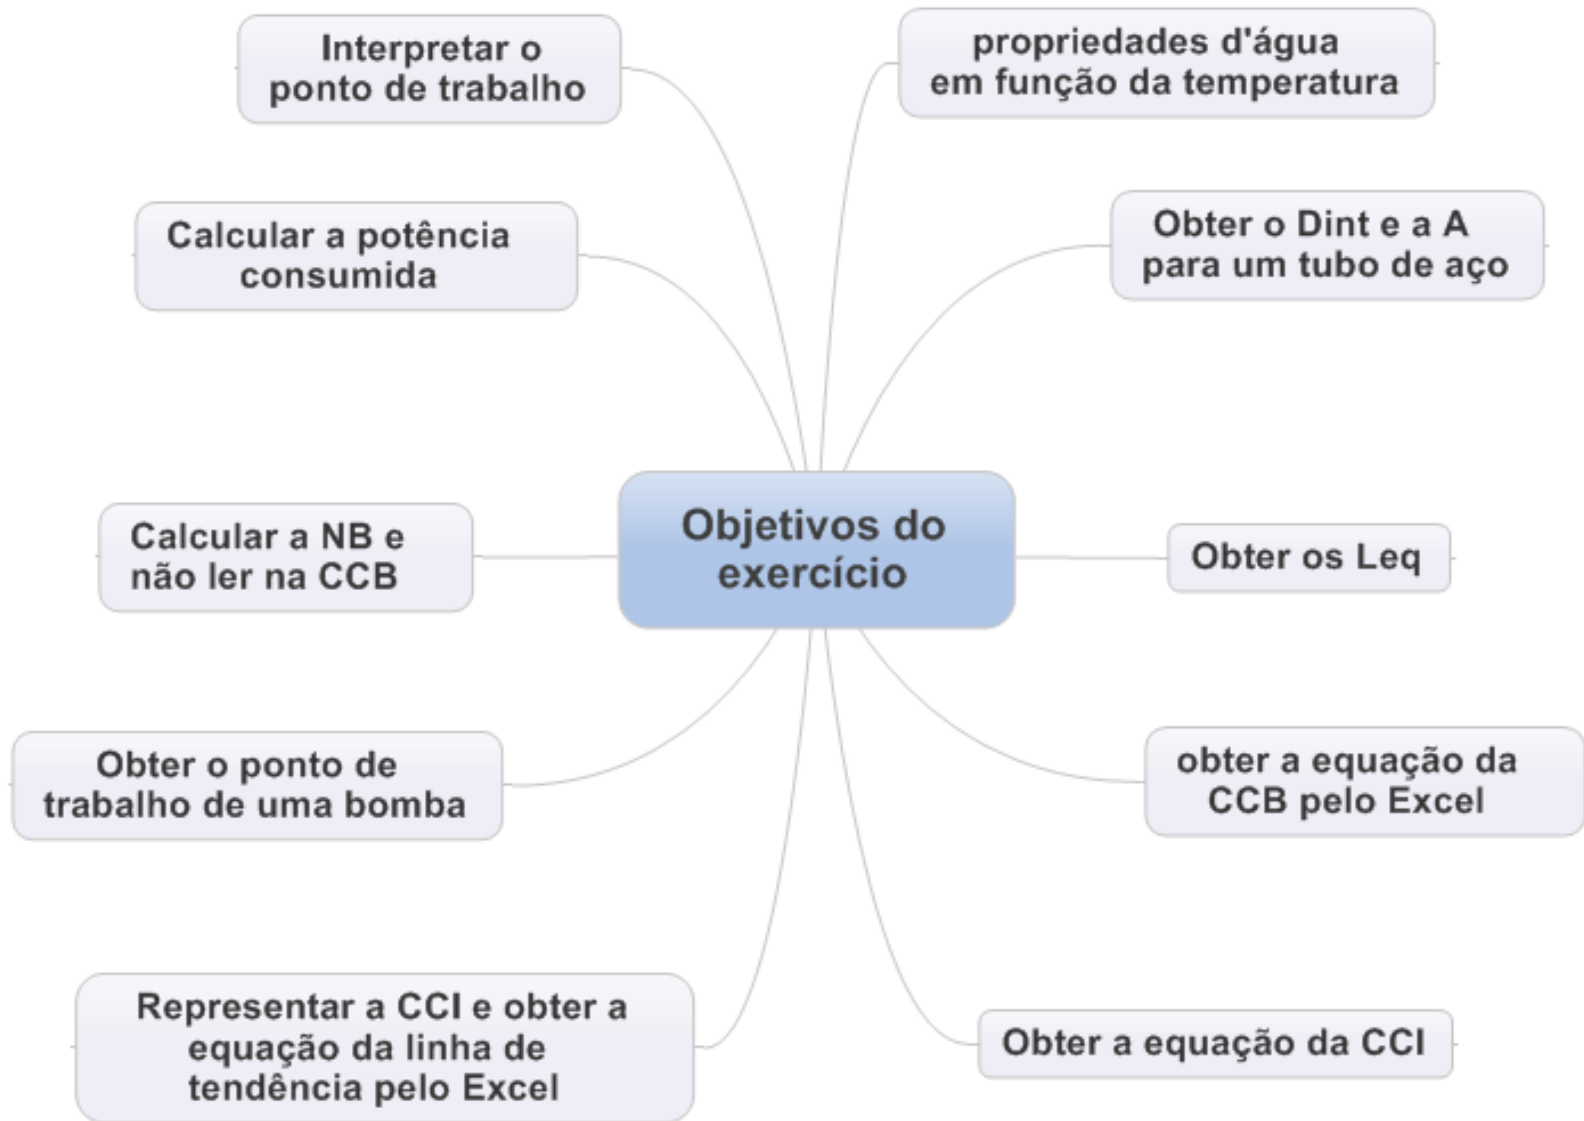 Interpretar o
ponto de trabalho
propriedades d'água
em função da temperatura
Calcular a potência
consumida
Obter o Dint e a A
para um tubo de aço
Objetivos do
exercício
Calcular a NB e
não ler na CCB
Obter os Leq
Obter o ponto de
trabalho de uma bomba
obter a equação da
CCB pelo Excel
Representar a CCI e obter a
equação da linha de
tendência pelo Excel
Obter a equação da CCI